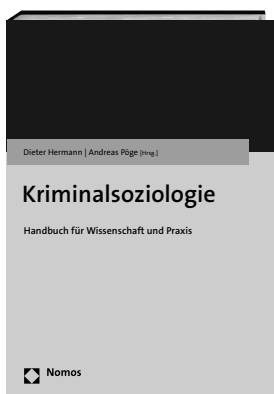 Dieter Hermann | Andreas Pöge [Hrsg.]
Kriminalsoziologie
Handbuch für Wissenschaft und Praxis
Nomos